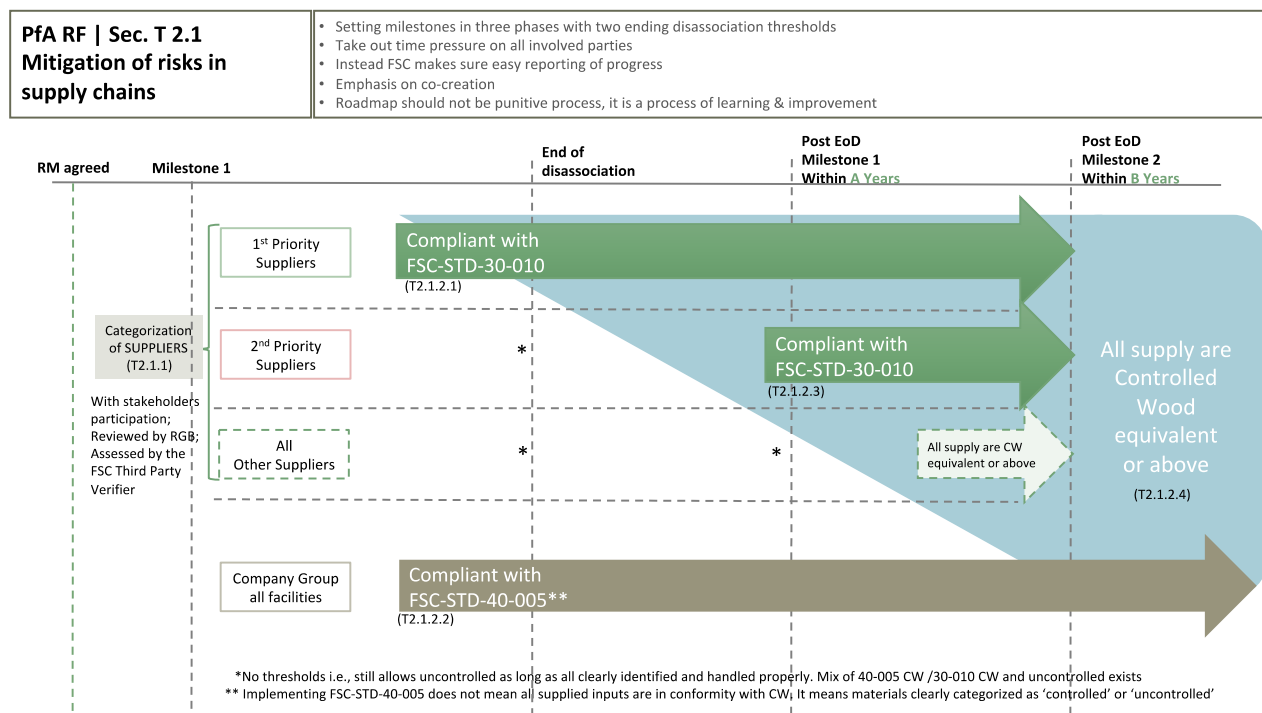 PfA RF | Sec. T 2.1
Mitigation of risks in
supply chains
• Setting milestones in three phases with two ending disassociation thresholds
• Take out time pressure on all involved parties
• Instead FSC makes sure easy reporting of progress
• Emphasis on co-creation
• Roadmap should not be punitive process, it is a process of learning & improvement
RM agreed
Milestone 1
End of
disassociation
Post EoD
Milestone 1
Within A Years
Post EoD
Milestone 2
Within B Years
1st Priority
Suppliers
Compliant with
FSC-STD-30-010
(T2.1.2.1)
Categorization
of SUPPLIERS
(T2.1.1)
With stakeholders
participation;
Reviewed by RGB;
Assessed by the
FSC Third Party
Verifier
2nd Priority
Suppliers
*
Compliant with
FSC-STD-30-010
(T2.1.2.3)
All
Other Suppliers
*
*
All supply are CW
equivalent or above
All supply are
Controlled
Wood
equivalent
or above
(T2.1.2.4)
Company Group
all facilities
Compliant with
FSC-STD-40-005**
(T2.1.2.2)
*No thresholds i.e., still allows uncontrolled as long as all clearly identified and handled properly. Mix of 40-005 CW /30-010 CW and uncontrolled exists
** Implementing FSC-STD-40-005 does not mean all supplied inputs are in conformity with CW. It means materials clearly categorized as ‘controlled’ or ‘uncontrolled’